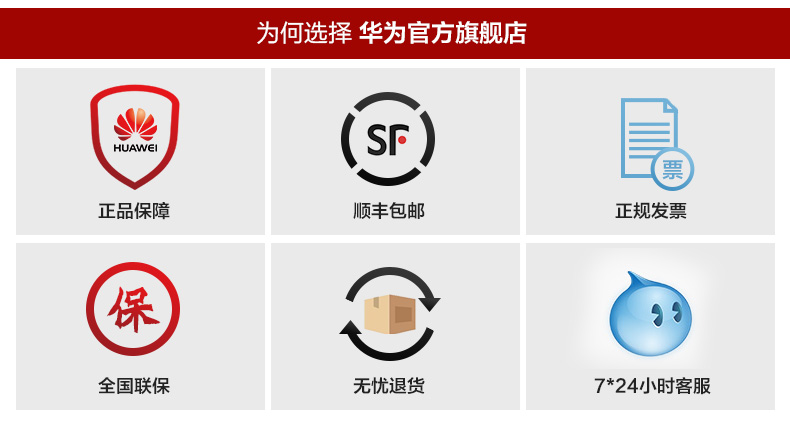 为何选择 华为官方旗舰店
HUAWEI
正品保障
SF
顺丰包邮
票
正规发票
保
全国联保
无忧退货
7*24小时客服